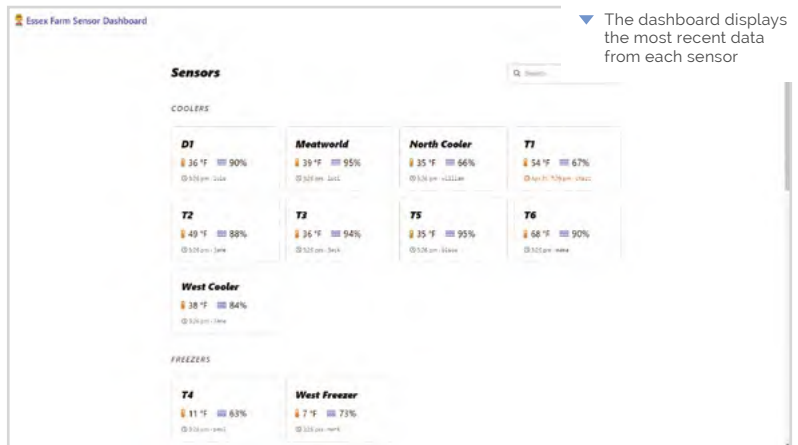 Essex Farm Sensor Dashboard
The dashboard displays
the most recent data
from each sensor
Sensors
COOLERS
D1
36 °F 90%
Meatworld
39 °F 95%
North Cooler
35 °F 66%
T1
54 °F 67%
T2
49 °F 88%
T3
36 °F 94%
T5
35 °F 95%
T6
68 °F 90%
West Cooler
38 °F 84%
FREEZERS
T4
11 °F 63%
West Freezer
7 °F 73%